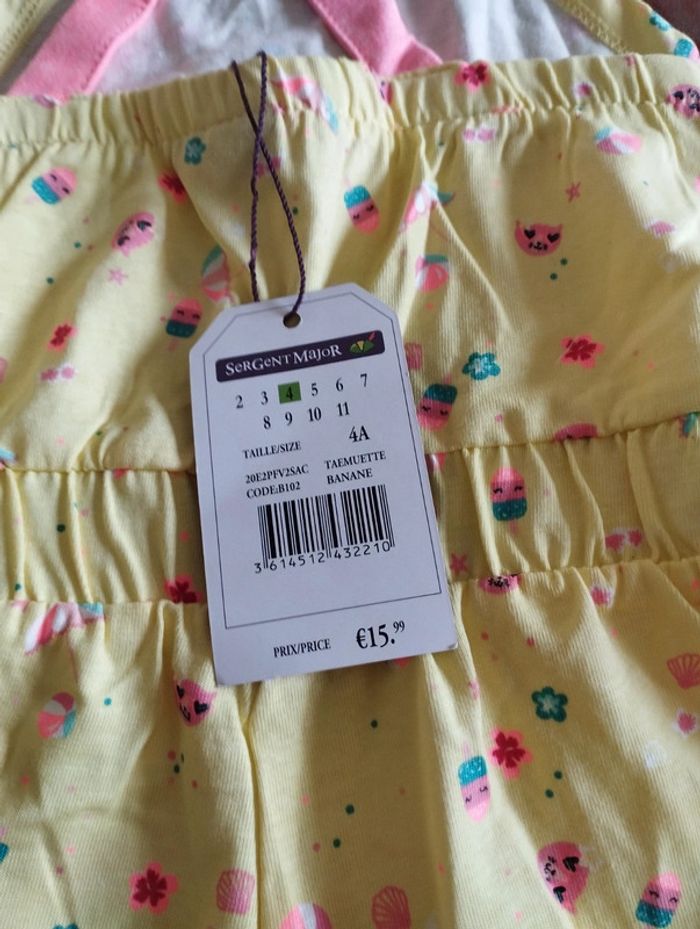 SerGent Major
2 3 4 5 6 7
8 9 10 11
TAILLE/SIZE 4A
20E2PFV2SAC TAEMUETTE
CODE:B102 BANANE
3 614512 432210
PRIX/PRICE €15.99